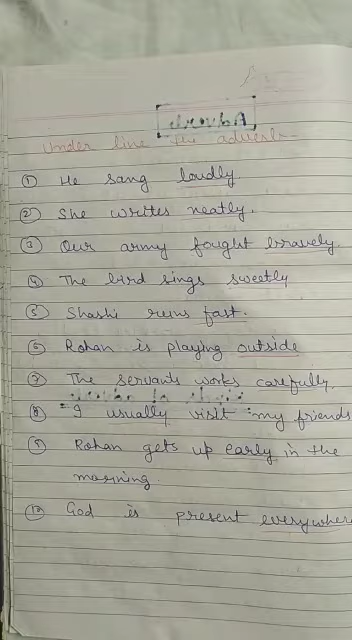 Adverb
Under line the adverb-
① He sang loudly.
② She writes neatly.
③ Our army fought bravely.
④ The bird sings sweetly
⑤ Shashi runs fast.
⑥ Rohan is playing outside
⑦ The servants works carefully.
⑧ I usually visit my friends
⑨ Rohan gets up early in the
morning.
⑩ God is present everywhere